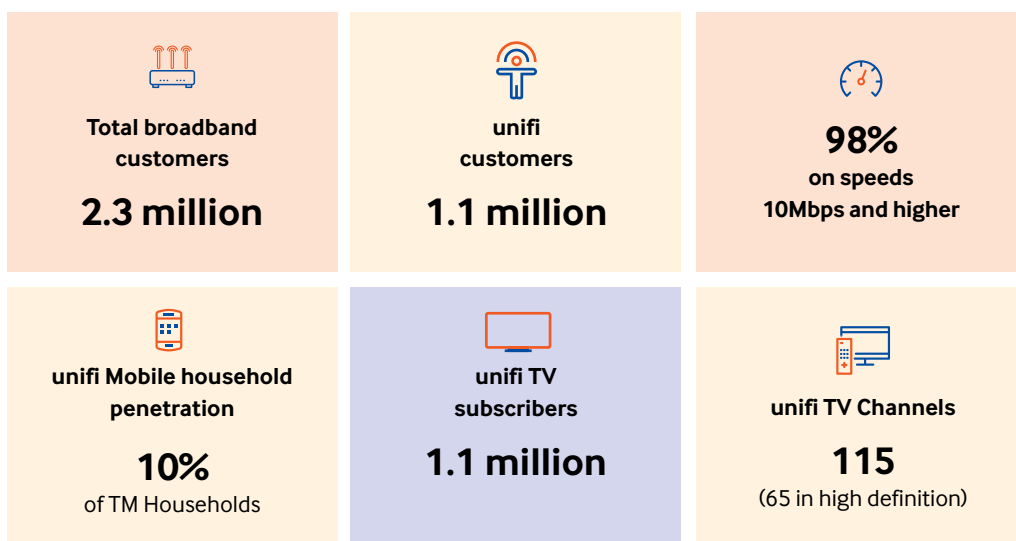 Total broadband
customers
2.3 million
unifi
customers
1.1 million
98%
on speeds
10Mbps and higher
unifi Mobile household
penetration
10%
of TM Households
unifi TV
subscribers
1.1 million
unifi TV Channels
115
(65 in high definition)